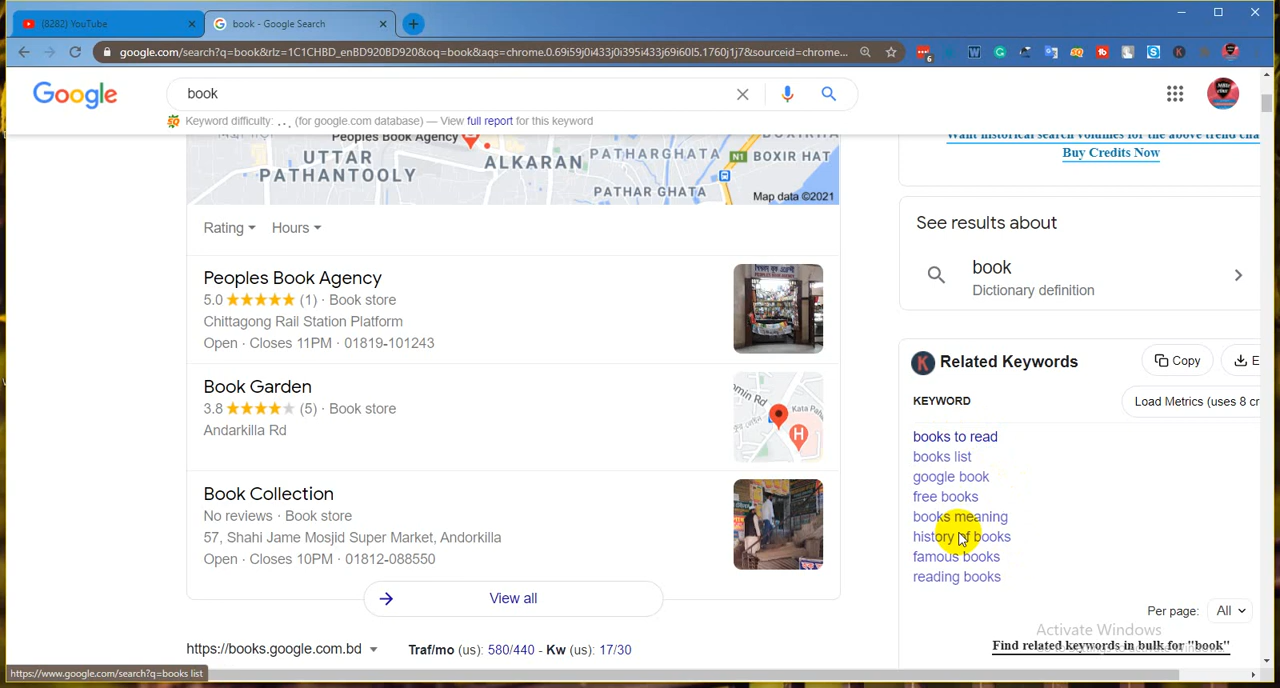 (8282) YouTube
book - Google Search
google.com/search?q=book&rlz=1C1CHBD_enBD920BD920&oq=book&aqs=chrome.0.69i59j0i433j0i395i433j69i60l5.1760j1j7&sourceid=chrome...
Google
book
Keyword difficulty: . . , (for google.com database) — View full report for this keyword
Peoples Book Agency
UTTAR
PATHANTOOLY
ALKARAN
PATHARGHATA
BOXIRHA
N1
BOXIR HAT
PATHAR GHATA
Map data ©2021
Want historical search volumes for the above trend cha
Buy Credits Now
Rating
Hours
See results about
book
Dictionary definition
Peoples Book Agency
5.0 (1) · Book store
Chittagong Rail Station Platform
Open · Closes 11PM · 01819-101243
Book Garden
3.8 (5) · Book store
Andarkilla Rd
Kata Pah
H
Book Collection
No reviews · Book store
57, Shahi Jame Mosjid Super Market, Andorkilla
Open · Closes 10PM · 01812-088550
View all
K Related Keywords
Copy
E
KEYWORD
Load Metrics (uses 8 cr
books to read
books list
google book
free books
books meaning
history of books
famous books
reading books
Per page: All
Activate Windows
Find related keywords in bulk for "book"
https://books.google.com.bd
Traf/mo (us): 580/440 - Kw (us): 17/30
https://www.google.com/search?q=books list